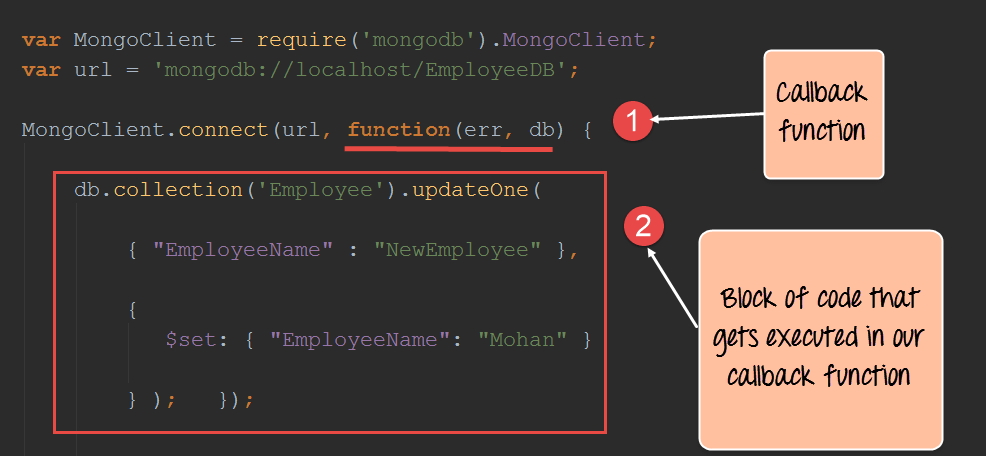 var MongoClient = require('mongodb').MongoClient;
var url = 'mongodb://localhost/EmployeeDB';
MongoClient.connect(url, function(err, db) {
db.collection('Employee').updateOne(
{ "EmployeeName" : "NewEmployee" },
{
$set: { "EmployeeName": "Mohan" }
} ); });
1
Callback
function
2
Block of code that
gets executed in our
callback function